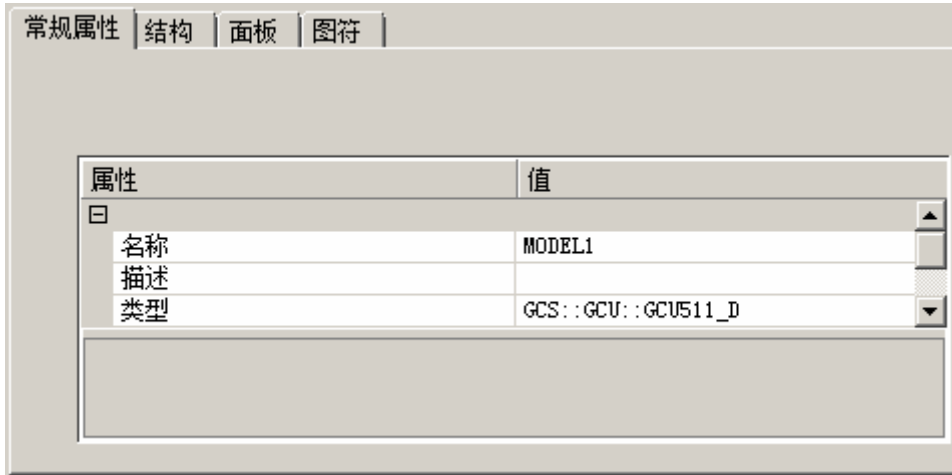 常规属性 结构 面板 图符
属性 值
名称 MODEL1
描述
类型 GCS::GCU::GCU511_D